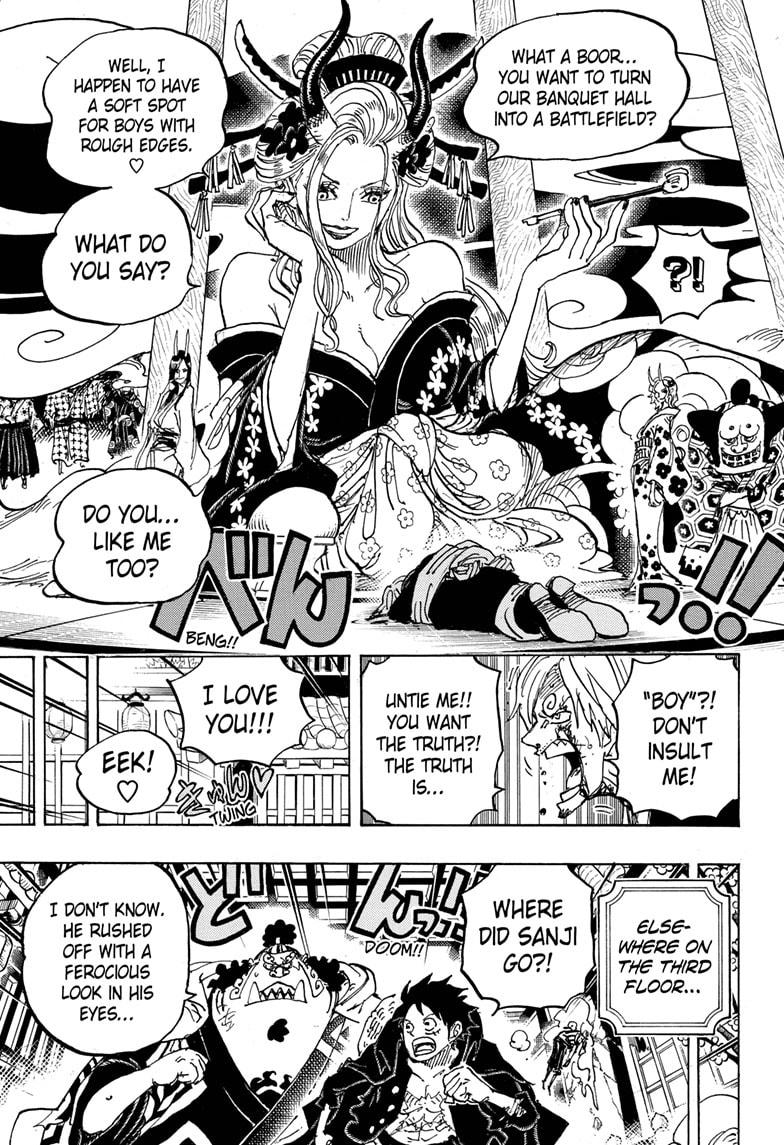 WHAT A BOOR...
YOU WANT TO TURN
OUR BANQUET HALL
INTO A BATTLEFIELD?
WELL, I
HAPPEN TO HAVE
A SOFT SPOT
FOR BOYS WITH
ROUGH EDGES.
♡
WHAT DO
YOU SAY?
?!
DO YOU...
LIKE ME
TOO?
べんっ!!
BENG!!
"BOY"?!
DON'T
INSULT
ME!
UNTIE ME!!
YOU WANT
THE TRUTH?!
THE TRUTH
IS...
I LOVE
YOU!!!
TWING
EEK!
♡
ELSE-
WHERE ON
THE THIRD
FLOOR...
WHERE
DID SANJI
GO?!
DOOM!!
I DON'T KNOW.
HE RUSHED
OFF WITH A
FEROCIOUS
LOOK IN HIS
EYES...